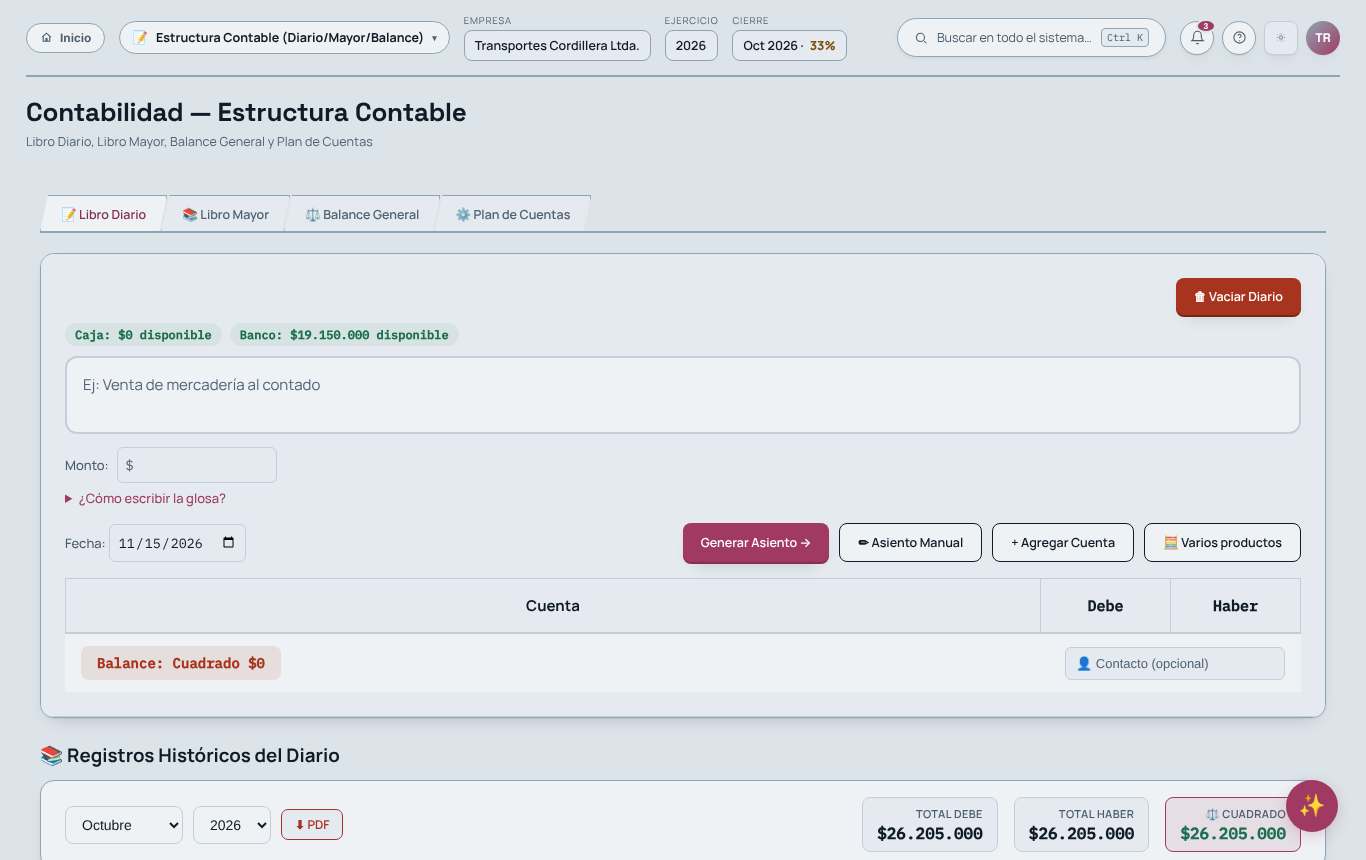 Inicio
Estructura Contable (Diario/Mayor/Balance)
EMPRESA
Transportes Cordillera Ltda.
EJERCICIO
2026
CIERRE
Oct 2026 · 33%
Buscar en todo el sistema...
Ctrl K
3
TR
Contabilidad — Estructura Contable
Libro Diario, Libro Mayor, Balance General y Plan de Cuentas
Libro Diario
Libro Mayor
Balance General
Plan de Cuentas
Vaciar Diario
Caja: $0 disponible
Banco: $19.150.000 disponible
Ej: Venta de mercadería al contado
Monto: $
¿Cómo escribir la glosa?
Fecha: 11/15/2026
Generar Asiento →
Asiento Manual
+ Agregar Cuenta
Varios productos
Cuenta
Debe
Haber
Balance: Cuadrado $0
Contacto (opcional)
Registros Históricos del Diario
Octubre
2026
PDF
TOTAL DEBE
$26.205.000
TOTAL HABER
$26.205.000
CUADRADO
$26.205.000